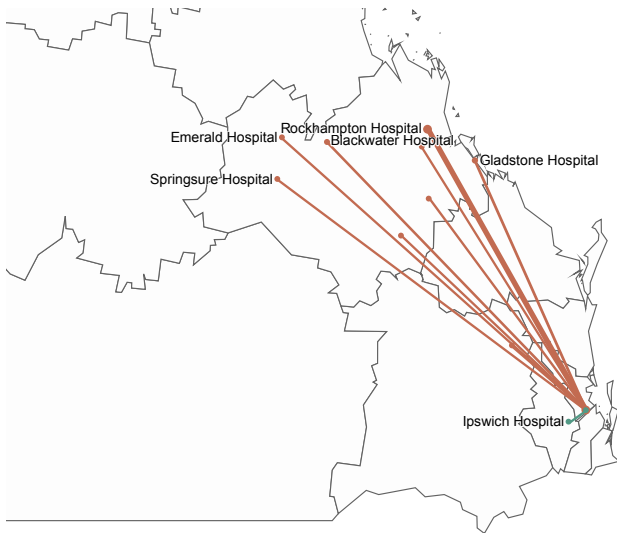 Rockhampton Hospital
Emerald Hospital
Blackwater Hospital
Gladstone Hospital
Springsure Hospital
Ipswich Hospital